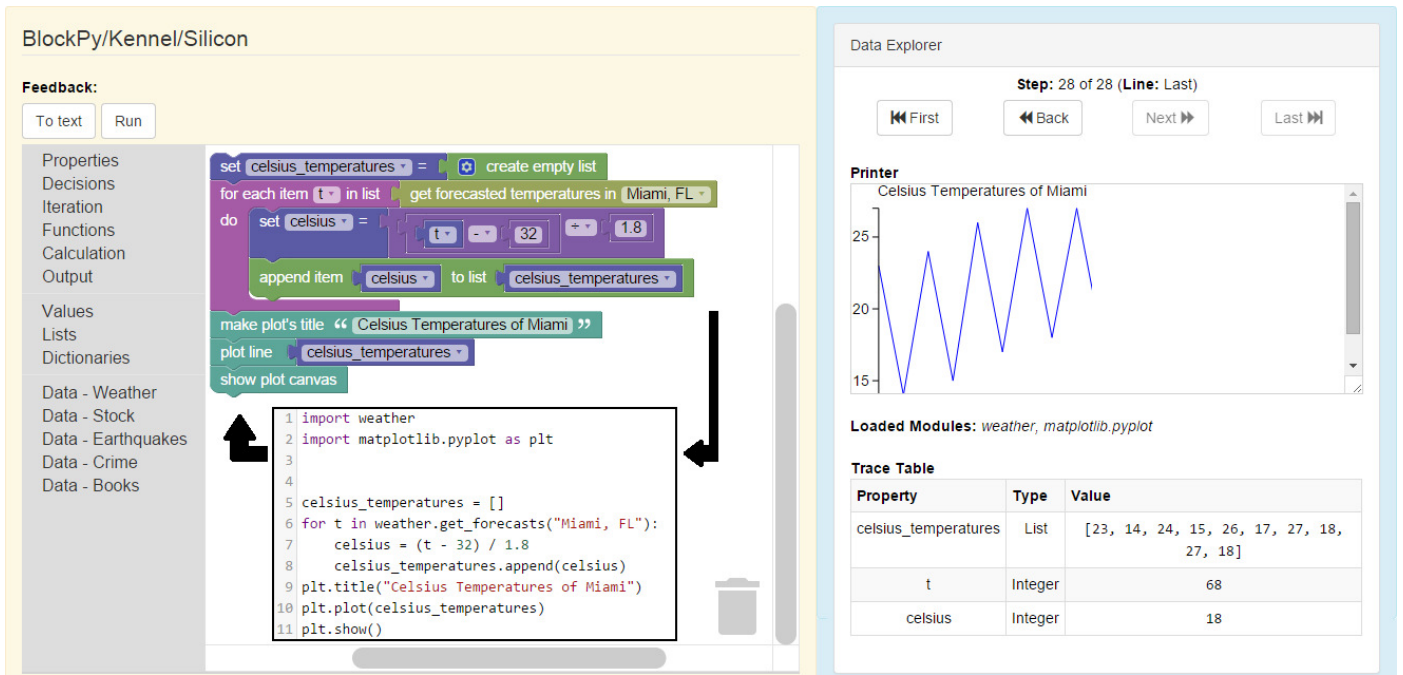 BlockPy/Kennel/Silicon
Feedback:
To text Run
Properties
Decisions
Iteration
Functions
Calculation
Output
Values
Lists
Dictionaries
Data - Weather
Data - Stock
Data - Earthquakes
Data - Crime
Data - Books
set celsius_temperatures = create empty list
for each item t in list get forecasted temperatures in Miami, FL
do set celsius = t - 32 ÷ 1.8
append item celsius to list celsius_temperatures
make plot's title “ Celsius Temperatures of Miami ”
plot line celsius_temperatures
show plot canvas
1 import weather
2 import matplotlib.pyplot as plt
3
4
5 celsius_temperatures = []
6 for t in weather.get_forecasts("Miami, FL"):
7     celsius = (t - 32) / 1.8
8     celsius_temperatures.append(celsius)
9 plt.title("Celsius Temperatures of Miami")
10 plt.plot(celsius_temperatures)
11 plt.show()
Data Explorer
Step: 28 of 28 (Line: Last)
First Back Next Last
Printer
Celsius Temperatures of Miami
25
20
15
Loaded Modules: weather, matplotlib.pyplot
Trace Table
Property Type Value
celsius_temperatures List [23, 14, 24, 15, 26, 17, 27, 18,
27, 18]
t Integer 68
celsius Integer 18